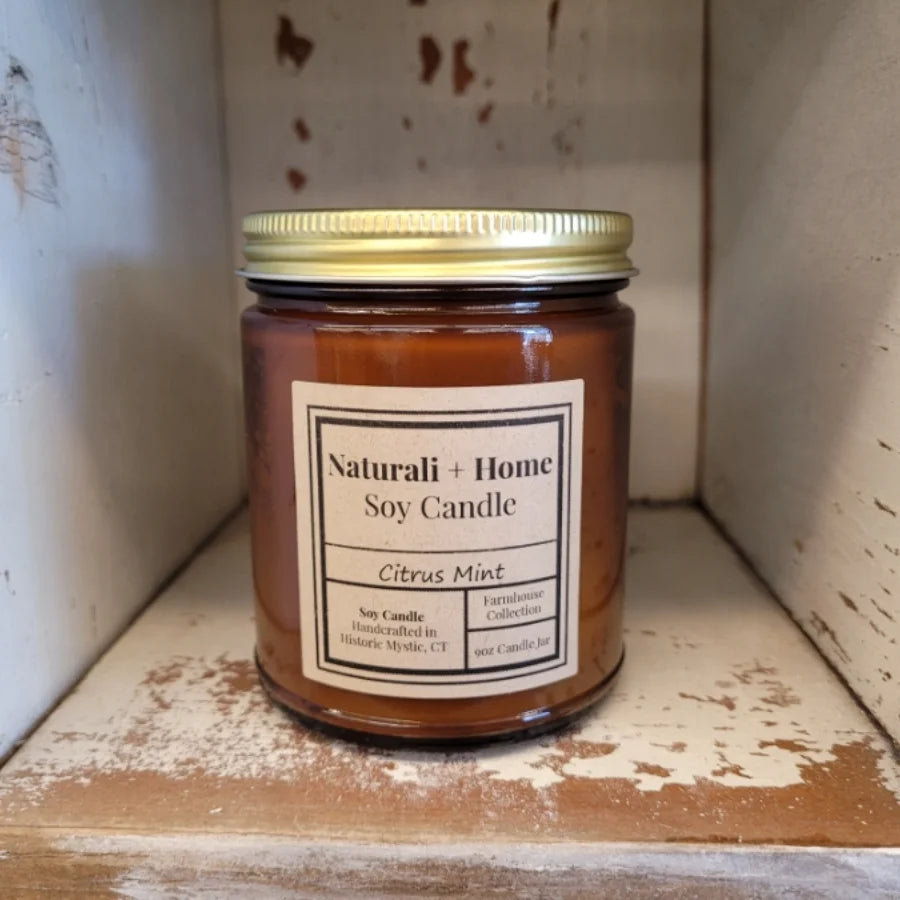 Naturali + Home
Soy Candle
Citrus Mint
Soy Candle
Handcrafted in
Historic Mystic, CT
Farmhouse
Collection
9oz Candle Jar